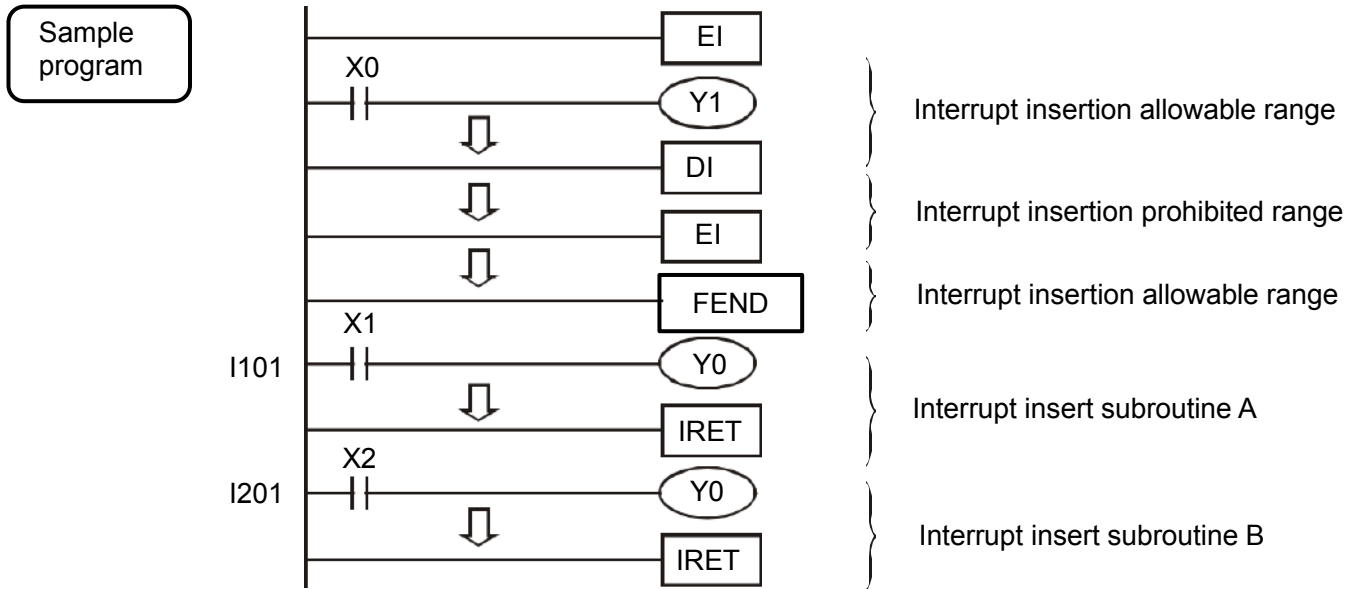 Sample
program
EI
X0
Y1
Interrupt insertion allowable range
DI
Interrupt insertion prohibited range
EI
Interrupt insertion allowable range
FEND
X1
I101
Y0
Interrupt insert subroutine A
IRET
X2
I201
Y0
Interrupt insert subroutine B
IRET